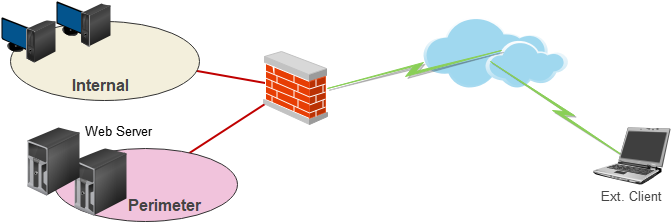 Internal
Web Server
Perimeter
Ext. Client